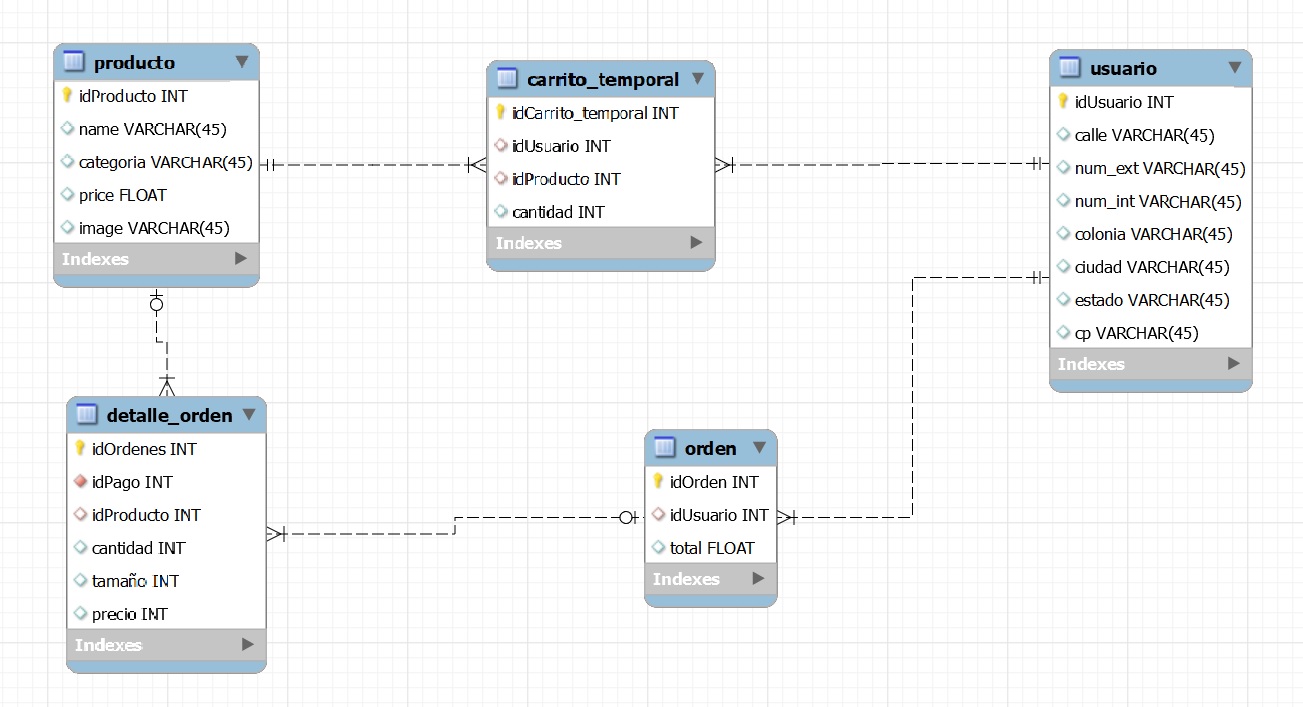 producto
idProducto INT
name VARCHAR(45)
categoria VARCHAR(45)
price FLOAT
image VARCHAR(45)
Indexes
carrito_temporal
idCarrito_temporal INT
idUsuario INT
idProducto INT
cantidad INT
Indexes
usuario
idUsuario INT
calle VARCHAR(45)
num_ext VARCHAR(45)
num_int VARCHAR(45)
colonia VARCHAR(45)
ciudad VARCHAR(45)
estado VARCHAR(45)
cp VARCHAR(45)
Indexes
detalle_orden
idOrdenes INT
idPago INT
idProducto INT
cantidad INT
tamaño INT
precio INT
Indexes
orden
idOrden INT
idUsuario INT
total FLOAT
Indexes